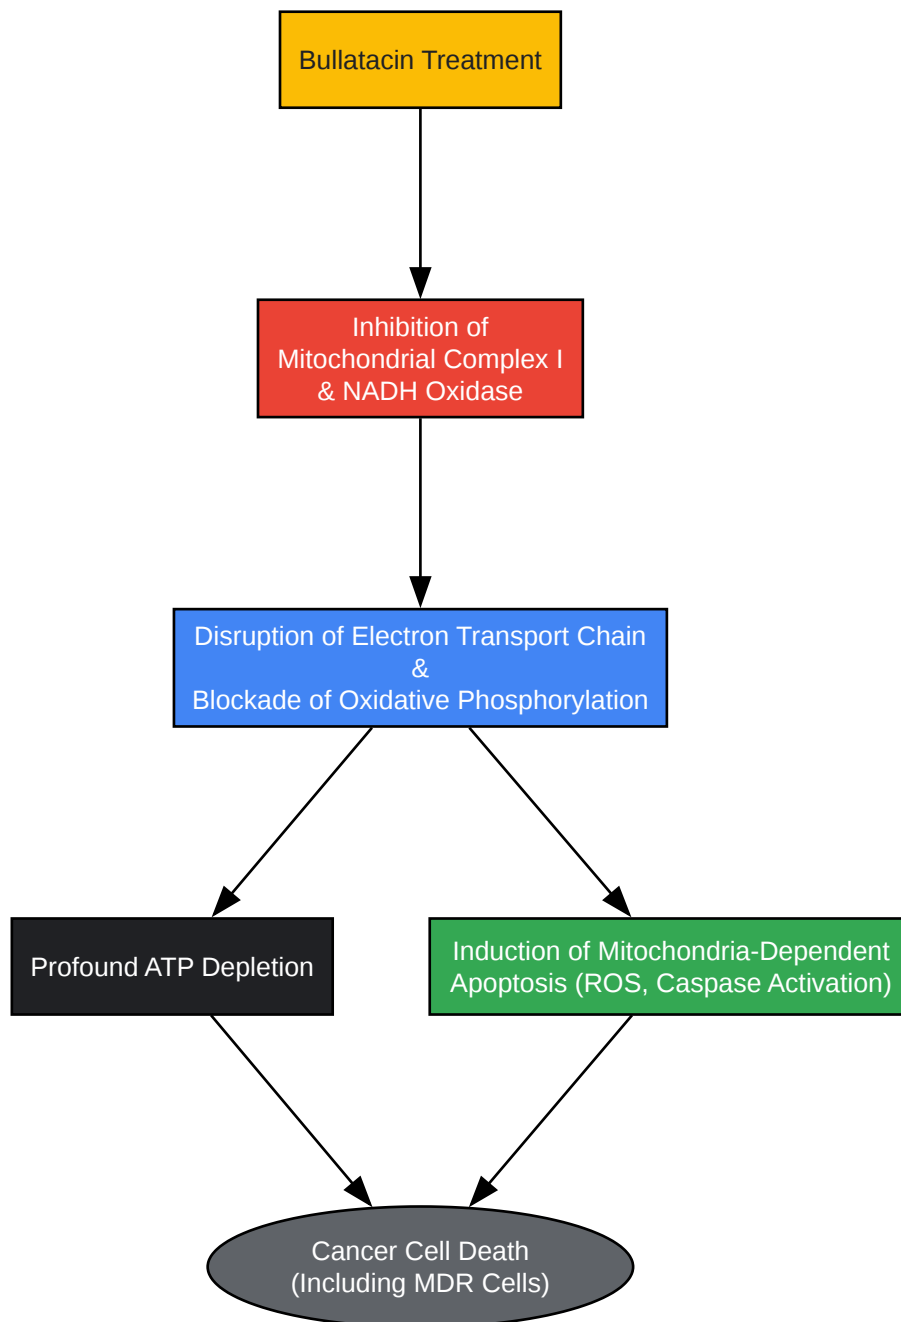 Bullatacin Treatment
Inhibition of
Mitochondrial Complex I
& NADH Oxidase
Disruption of Electron Transport Chain
&
Blockade of Oxidative Phosphorylation
Profound ATP Depletion
Induction of Mitochondria-Dependent
Apoptosis (ROS, Caspase Activation)
Cancer Cell Death
(Including MDR Cells)